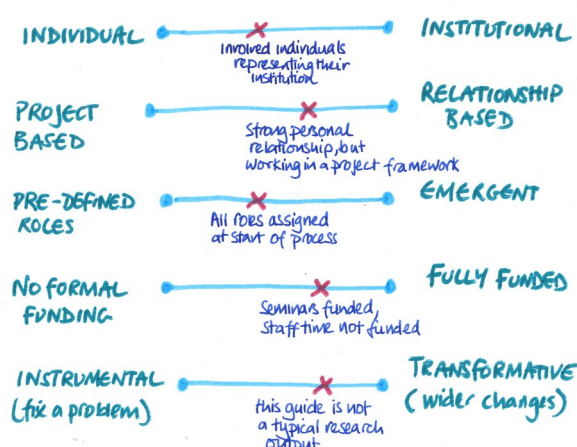 INDIVIDUAL
INSTITUTIONAL
Involved individuals
representing their
institution
PROJECT
BASED
RELATIONSHIP
BASED
Strong personal
relationship, but
working in a project framework
PRE-DEFINED
ROLES
EMERGENT
All roles assigned
at start of process
NO FORMAL
FUNDING
FULLY FUNDED
Seminars funded,
staff time not funded
INSTRUMENTAL
(fix a problem)
TRANSFORMATIVE
(wider changes)
this guide is not
a typical research
output